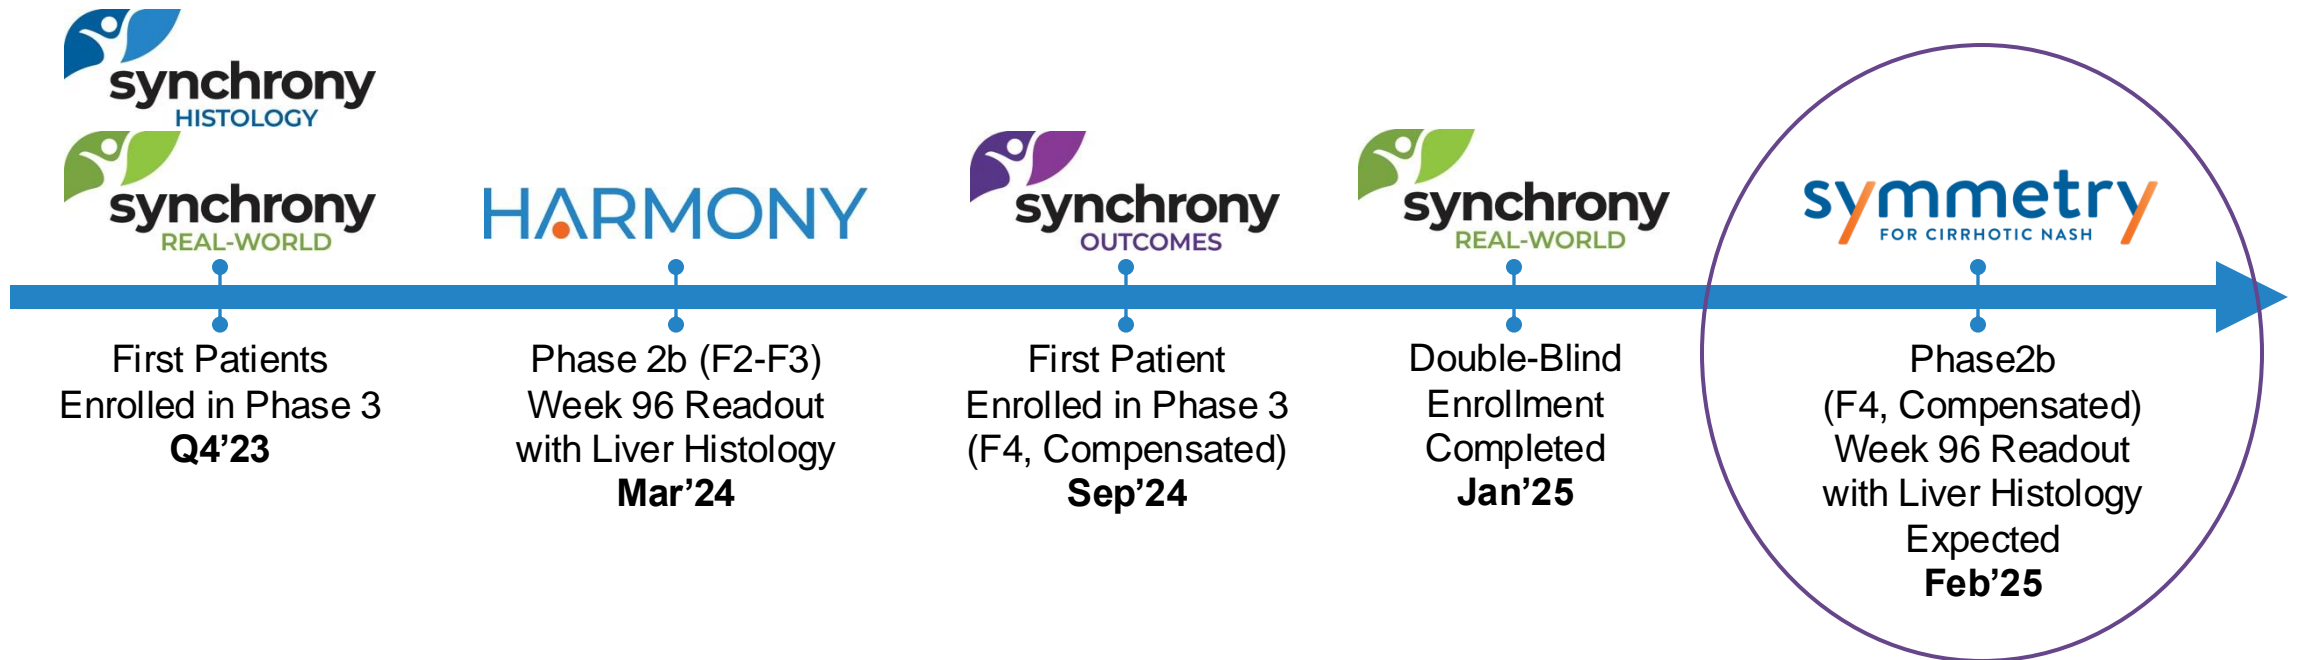 synchrony
HISTOLOGY
synchrony
REAL-WORLD
First Patients
Enrolled in Phase 3
Q4’23
HARMONY
Phase 2b (F2-F3)
Week 96 Readout
with Liver Histology
Mar’24
synchrony
OUTCOMES
First Patient
Enrolled in Phase 3
(F4, Compensated)
Sep’24
synchrony
REAL-WORLD
Double-Blind
Enrollment
Completed
Jan’25
symmetry
FOR CIRRHOTIC NASH
Phase2b
(F4, Compensated)
Week 96 Readout
with Liver Histology
Expected
Feb’25